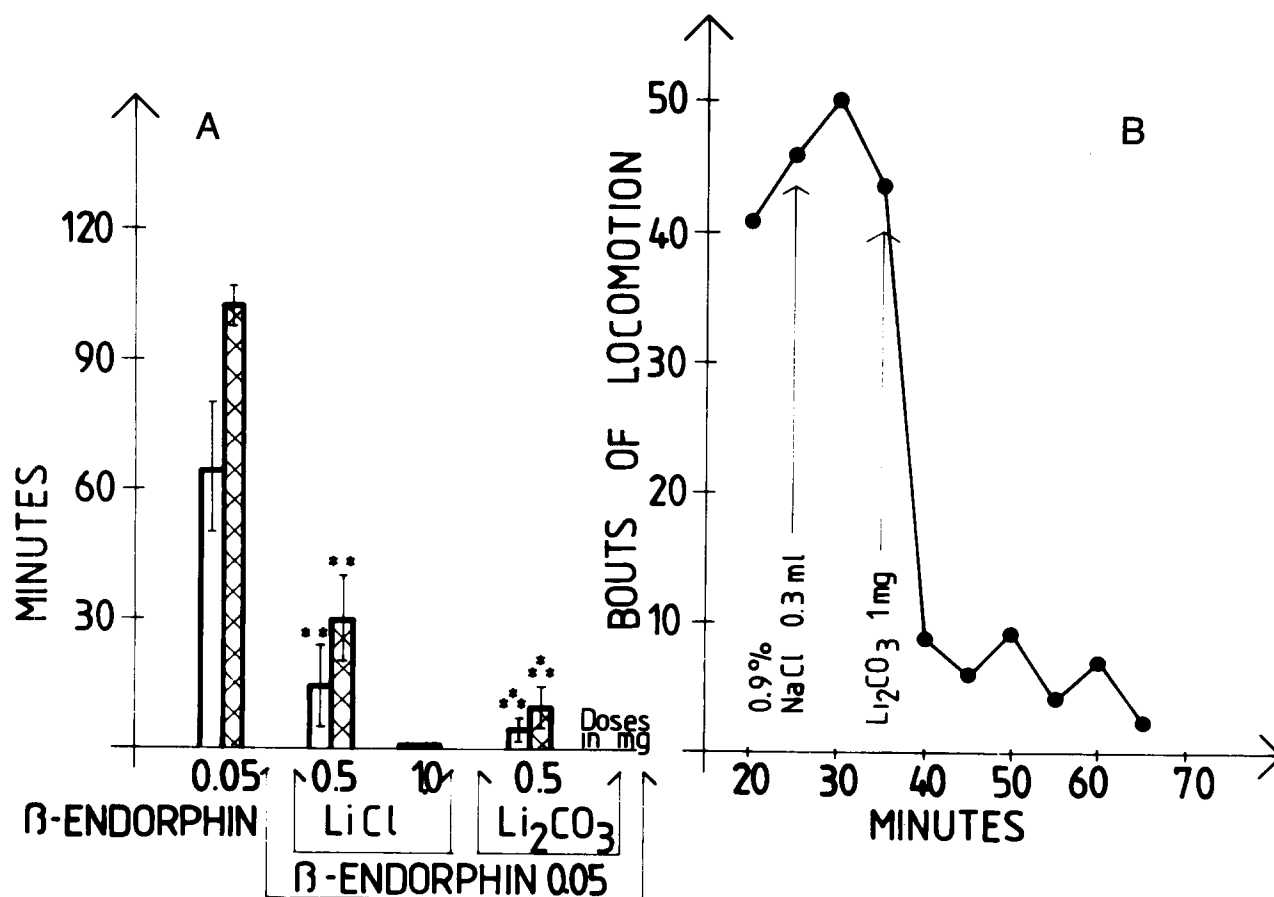 A
120
90
60
30
MINUTES
** ** *** ***
Doses
in mg
0.05 0.5 10 0.5
ß-ENDORPHIN LiCl Li2CO3
ß-ENDORPHIN 0.05
B
50
40
30
20
10
BOUTS OF LOCOMOTION
0.9%
NaCl 0.3 ml
Li2CO3 1mg
20 30 40 50 60 70
MINUTES